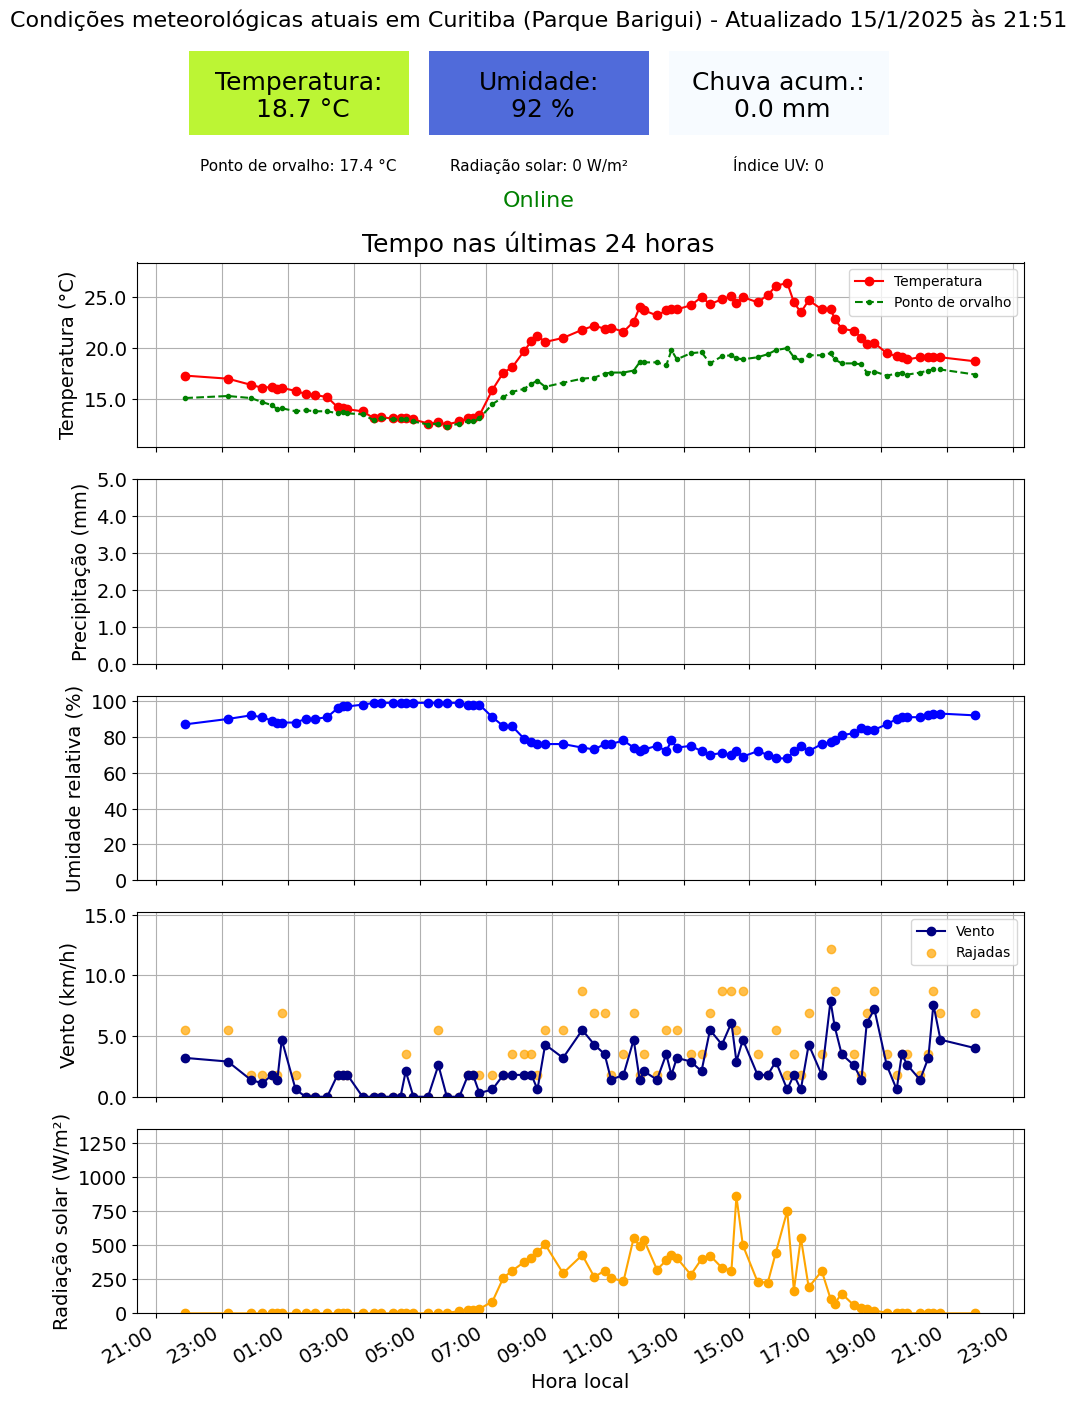 Condições meteorológicas atuais em Curitiba (Parque Barigui) - Atualizado 15/1/2025 às 21:51
Temperatura:
18.7 °C
Umidade:
92 %
Chuva acum.:
0.0 mm
Ponto de orvalho: 17.4 °C
Radiação solar: 0 W/m²
Índice UV: 0
Online
Tempo nas últimas 24 horas
Temperatura (°C)
25.0
20.0
15.0
Temperatura
Ponto de orvalho
Precipitação (mm)
5.0
4.0
3.0
2.0
1.0
0.0
Umidade relativa (%)
100
80
60
40
20
0
Vento (km/h)
15.0
10.0
5.0
0.0
Vento
Rajadas
Radiação solar (W/m²)
1250
1000
750
500
250
0
21:00
23:00
01:00
03:00
05:00
07:00
09:00
11:00
13:00
15:00
17:00
19:00
21:00
23:00
Hora local